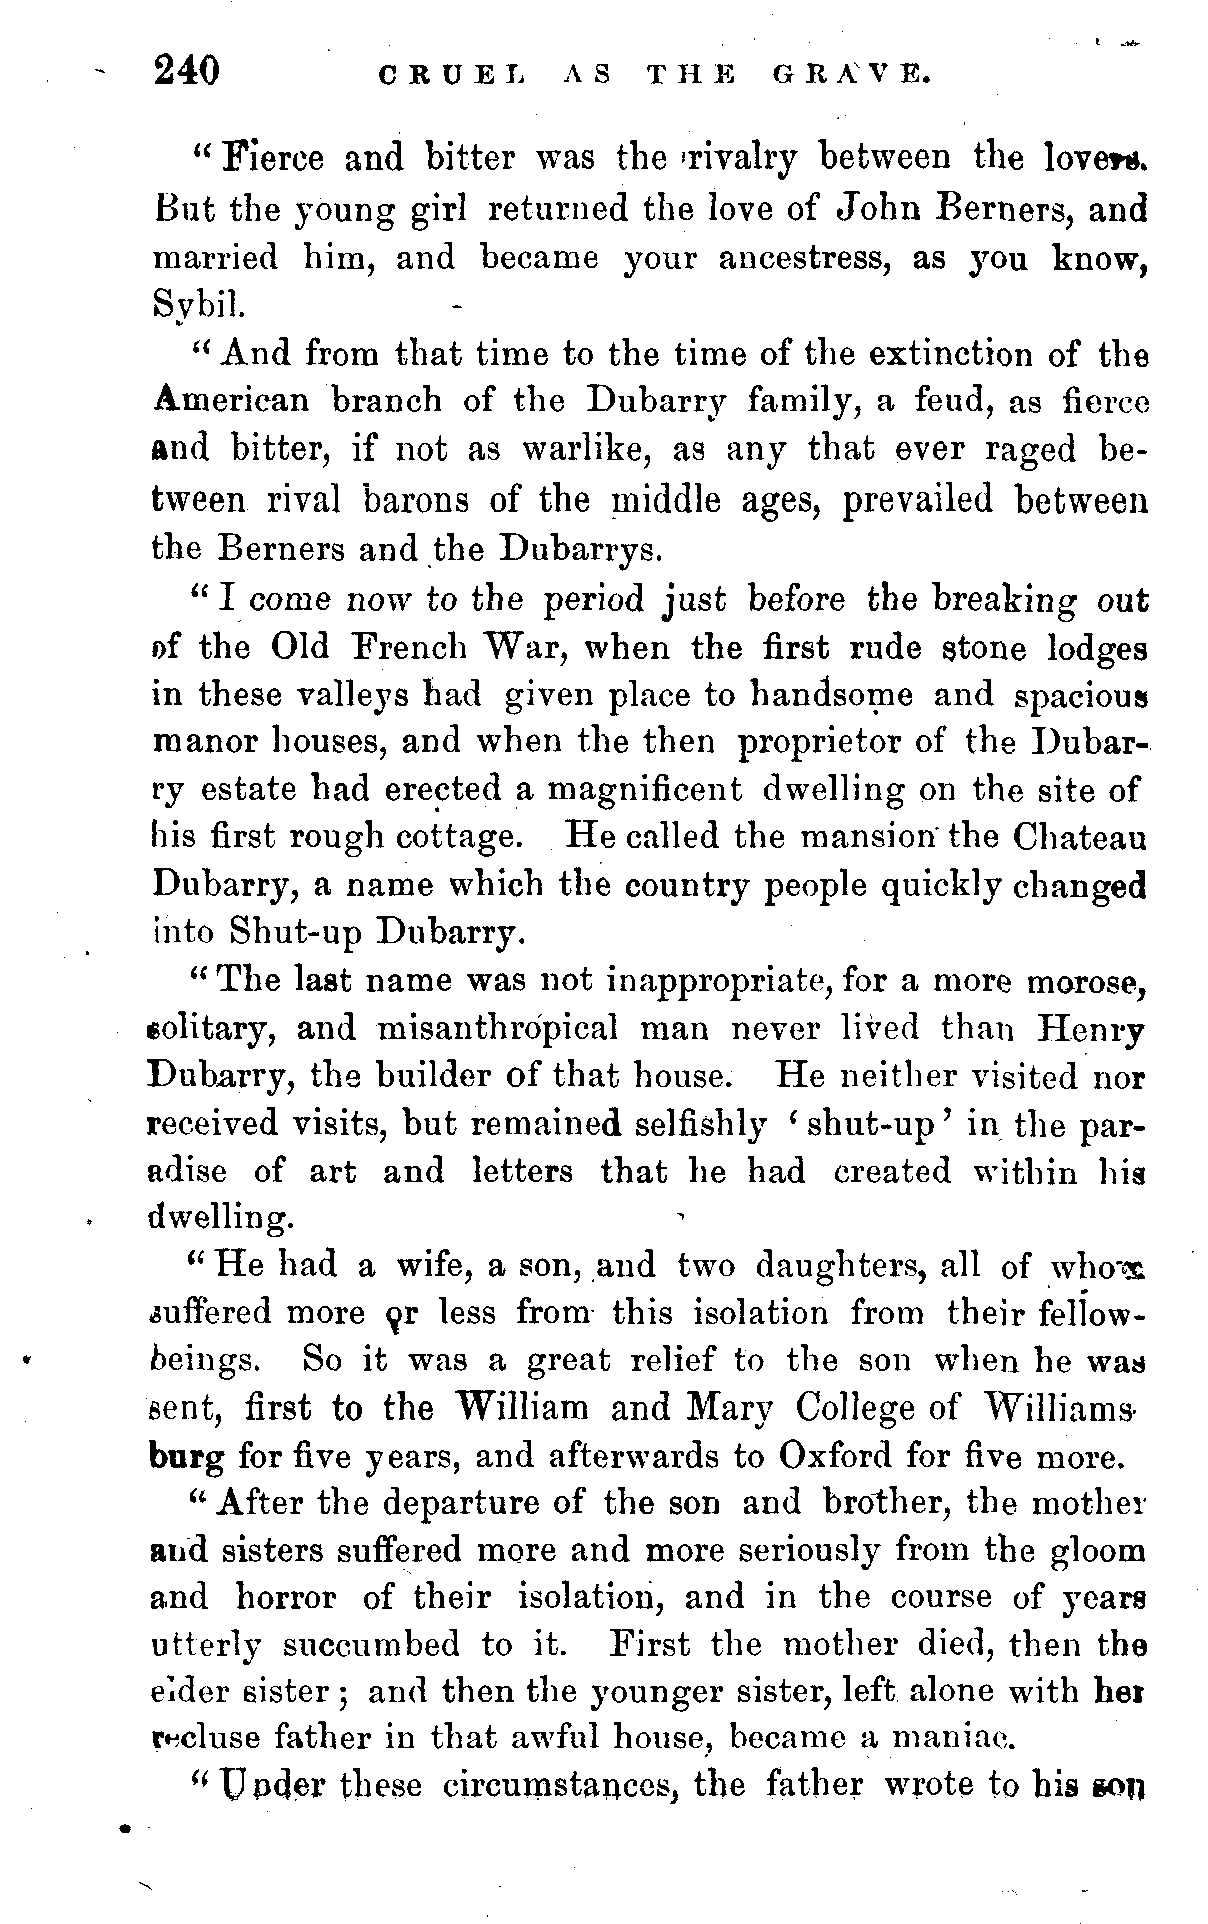 240 CRUEL AS THE GRAVE.
“Fierce and bitter was the rivalry between the lovers.
But the young girl returned the love of John Berners, and
married him, and became your ancestress, as you know,
Sybil.
“And from that time to the time of the extinction of the
American branch of the Dubarry family, a feud, as fierce
and bitter, if not as warlike, as any that ever raged be-
tween rival barons of the middle ages, prevailed between
the Berners and the Dubarrys.
“I come now to the period just before the breaking out
of the Old French War, when the first rude stone lodges
in these valleys had given place to handsome and spacious
manor houses, and when the then proprietor of the Dubar-
ry estate had erected a magnificent dwelling on the site of
his first rough cottage. He called the mansion the Chateau
Dubarry, a name which the country people quickly changed
into Shut-up Dubarry.
“The last name was not inappropriate, for a more morose,
solitary, and misanthropical man never lived than Henry
Dubarry, the builder of that house. He neither visited nor
received visits, but remained selfishly ‘shut-up’ in the par-
adise of art and letters that he had created within his
dwelling.
“He had a wife, a son, and two daughters, all of whom
suffered more or less from this isolation from their fellow-
beings. So it was a great relief to the son when he was
sent, first to the William and Mary College of Williams-
burg for five years, and afterwards to Oxford for five more.
“After the departure of the son and brother, the mother
and sisters suffered more and more seriously from the gloom
and horror of their isolation, and in the course of years
utterly succumbed to it. First the mother died, then the
elder sister; and then the younger sister, left alone with her
recluse father in that awful house, became a maniac.
“Under these circumstances, the father wrote to his son